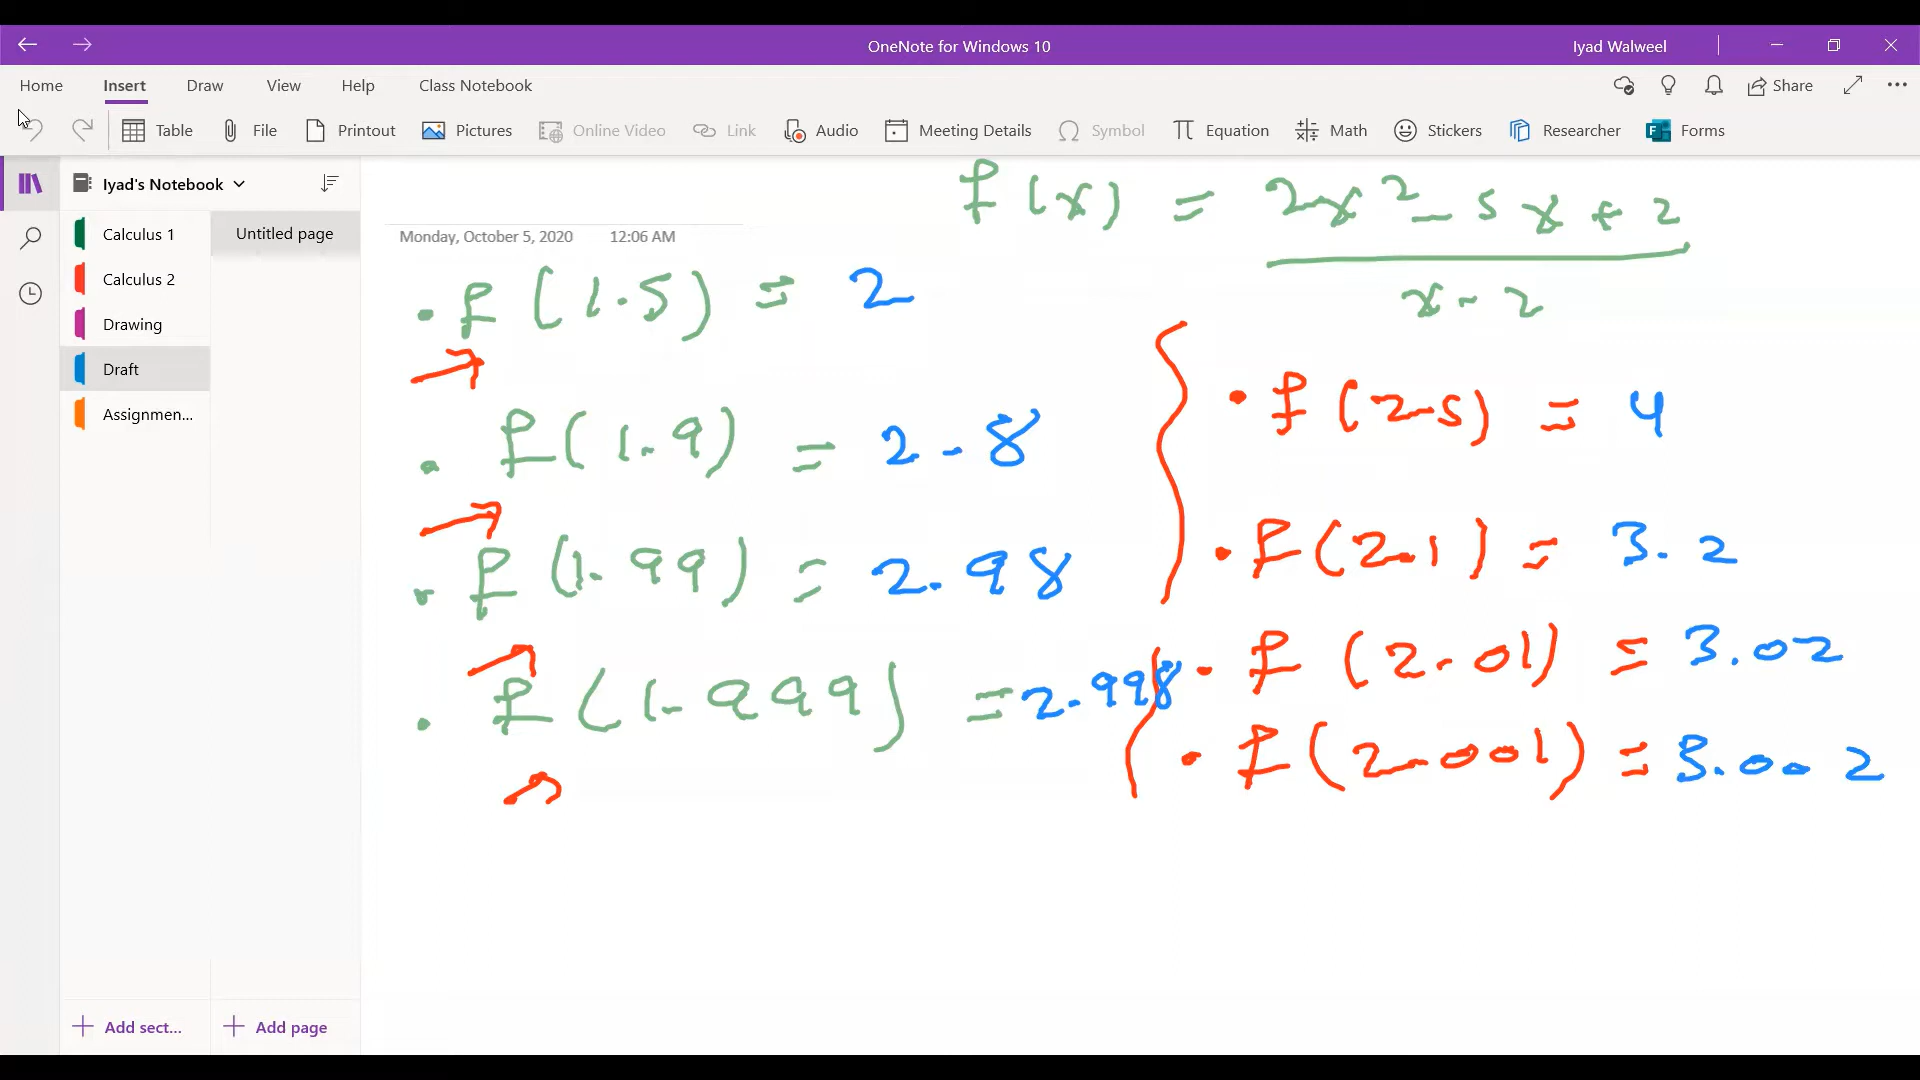 OneNote for Windows 10
Iyad Walweel
Home Insert Draw View Help Class Notebook Share
Table File Printout Pictures Online Video Link Audio Meeting Details Symbol Equation Math Stickers Researcher Forms
Iyad's Notebook
Calculus 1
Calculus 2
Drawing
Draft
Assignmen...
Untitled page
Add sect...
Add page
Monday, October 5, 2020 12:06 AM
f(x) = 2x² - 5x + 2
x - 2
• f(1.5) = 2
• f(1.9) = 2.8
• f(1.99) = 2.98
• f(1.999) = 2.998
• f(2.5) = 4
• f(2.1) = 3.2
• f(2.01) = 3.02
• f(2.001) = 3.002